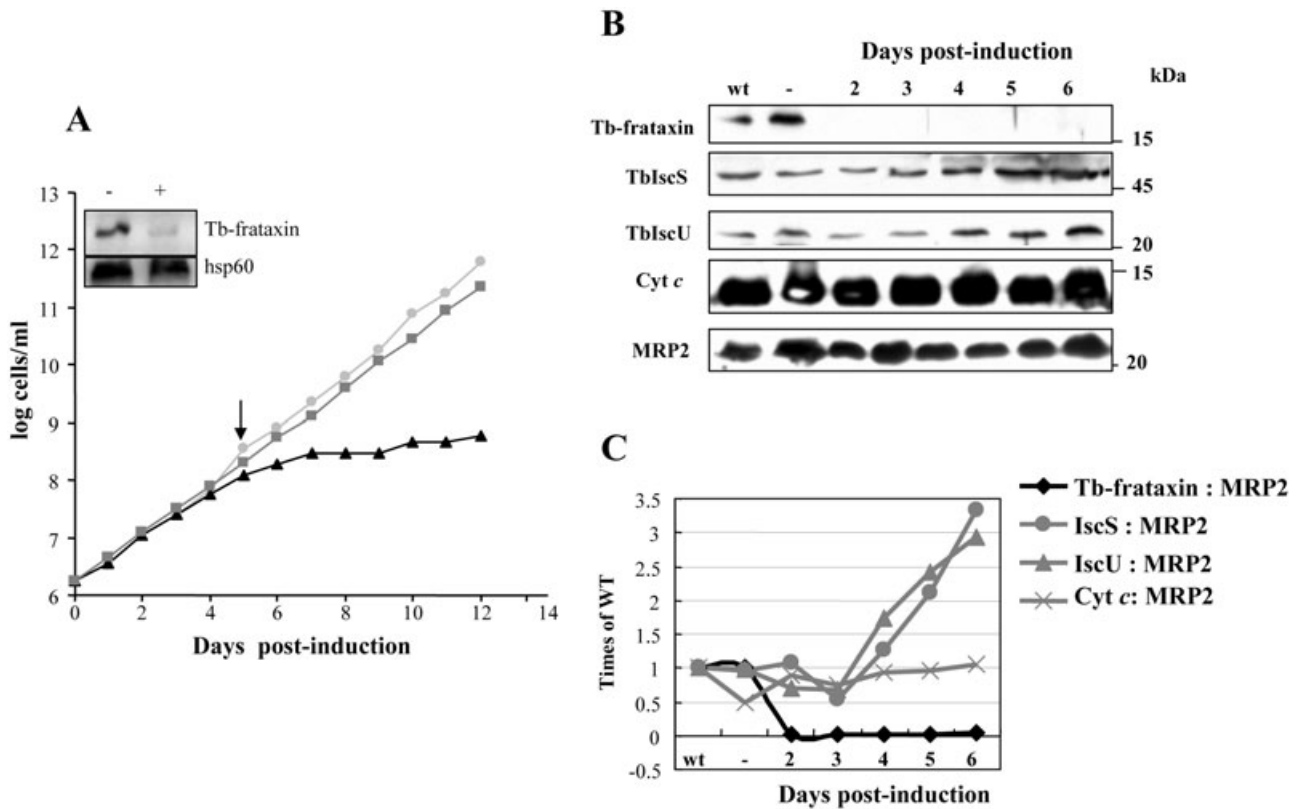 A
- +
Tb-frataxin
hsp60
log cells/ml
13
12
11
10
9
8
7
6
0 2 4 6 8 10 12 14
Days post-induction
B
Days post-induction
kDa
wt - 2 3 4 5 6
Tb-frataxin
15
TbIscS
45
TbIscU
20
Cyt c
15
MRP2
20
C
Times of WT
3.5
3
2.5
2
1.5
1
0.5
0
-0.5
wt - 2 3 4 5 6
Days post-induction
Tb-frataxin : MRP2
IscS : MRP2
IscU : MRP2
Cyt c: MRP2